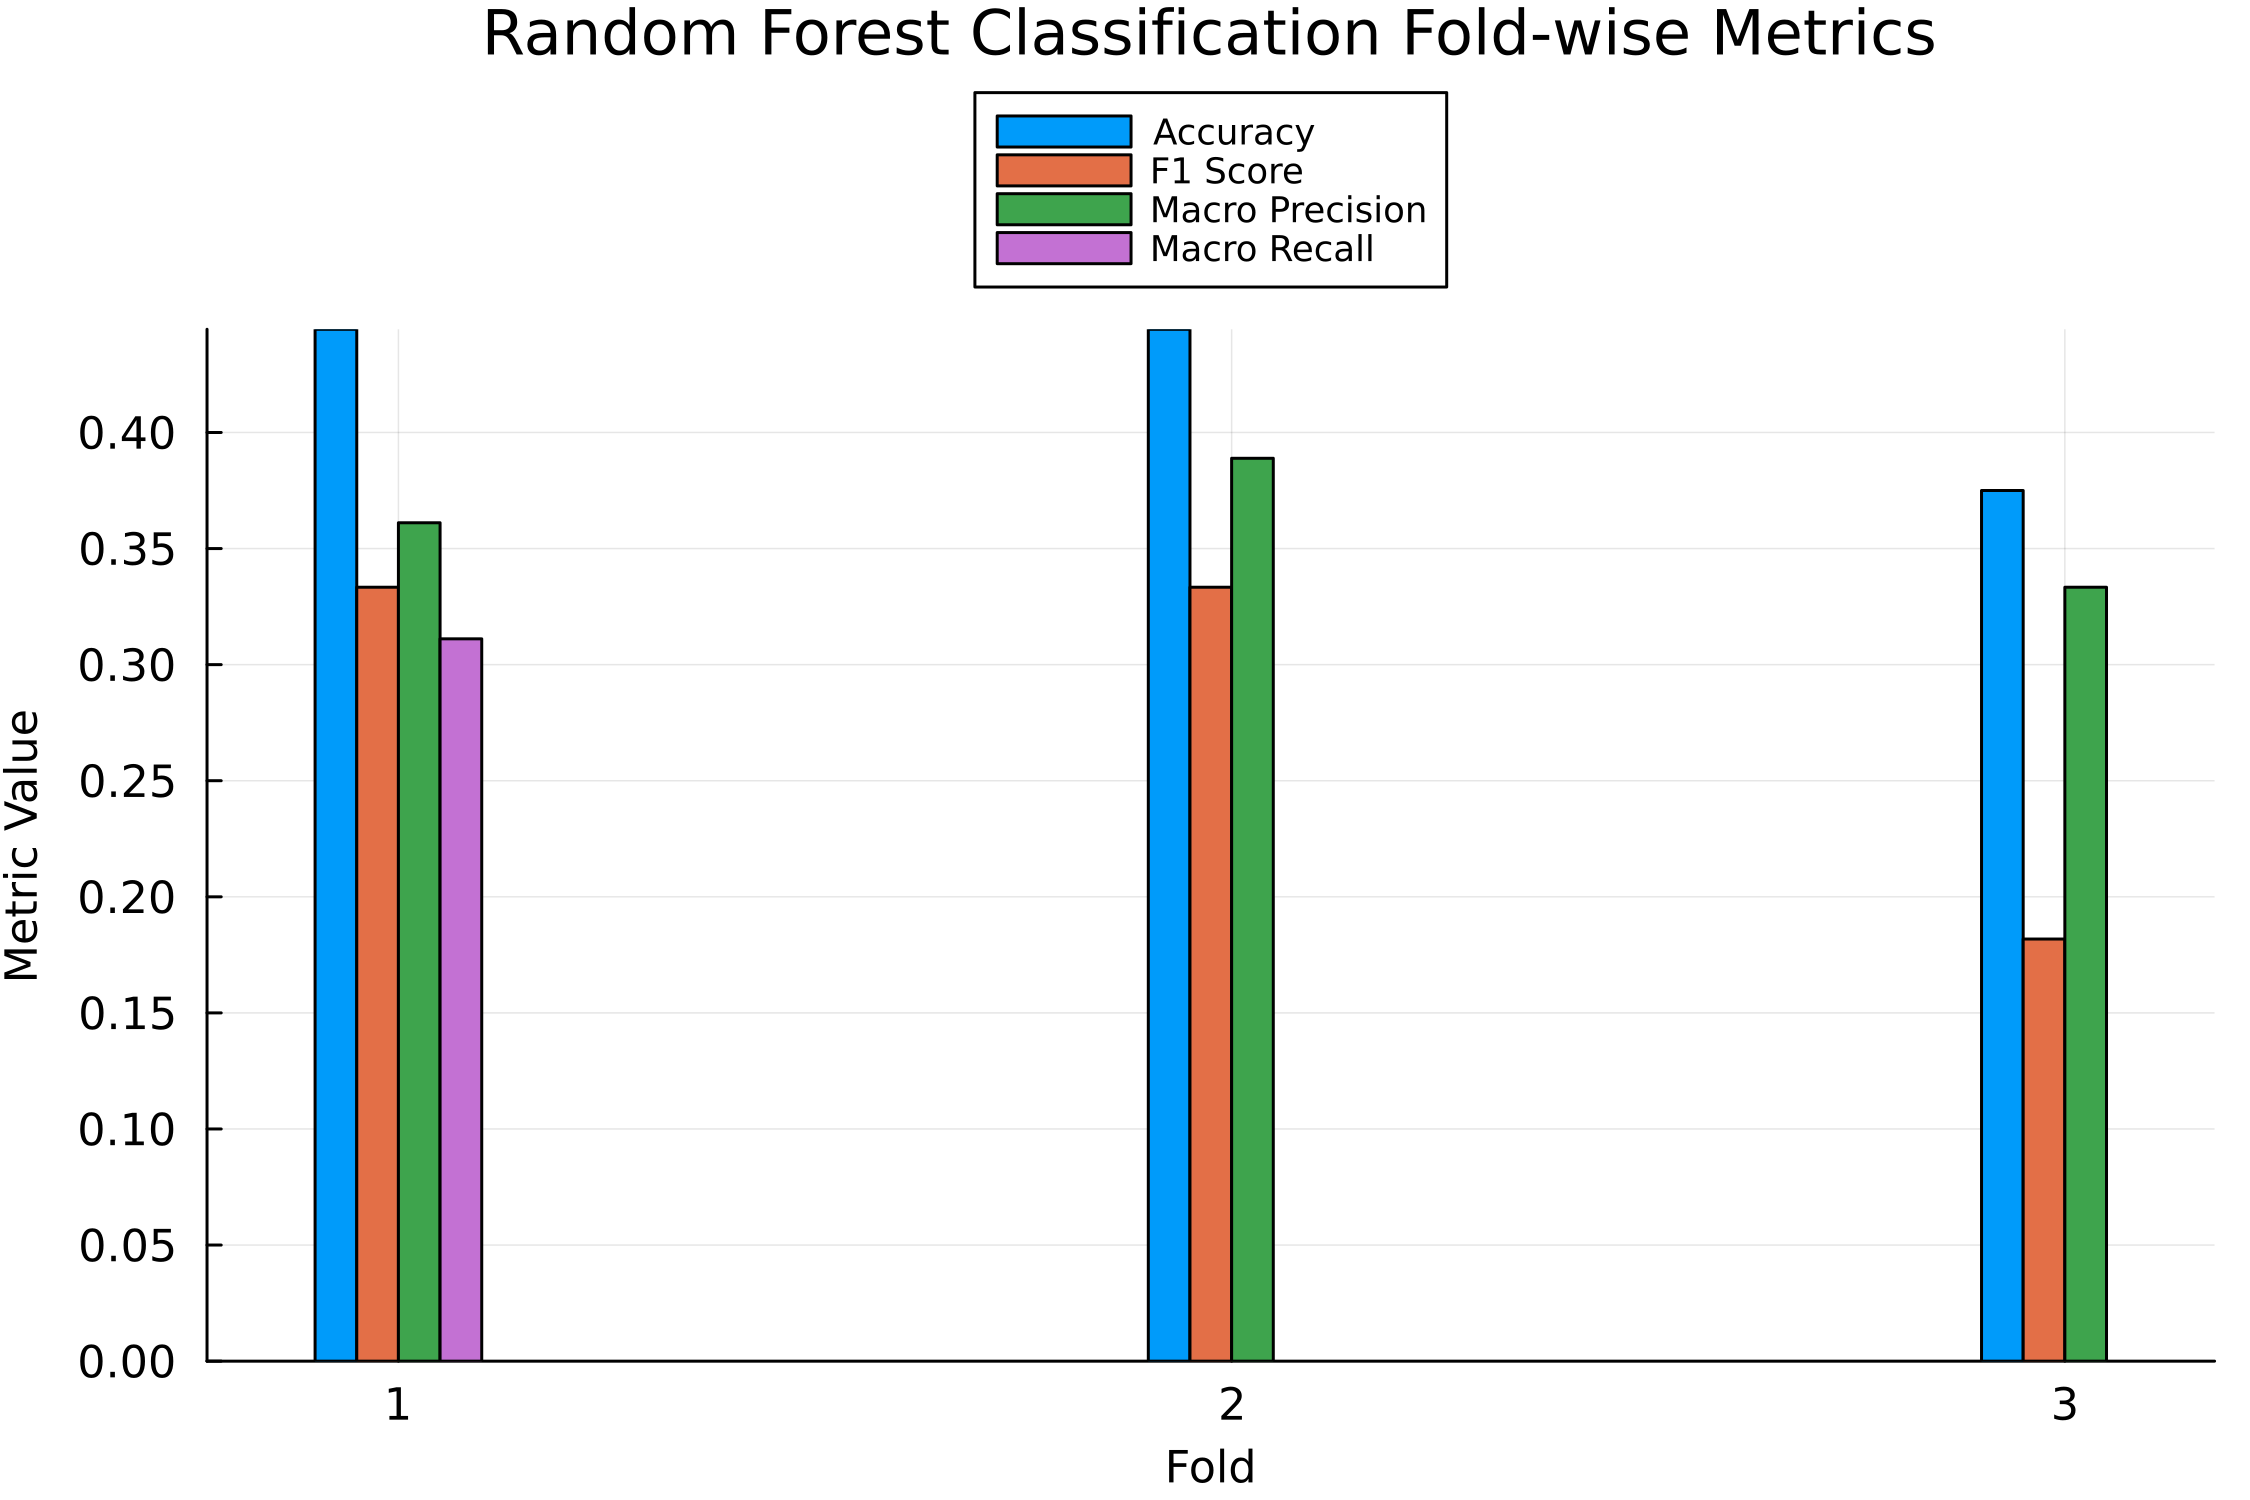 Random Forest Classification Fold-wise Metrics
Accuracy
F1 Score
Macro Precision
Macro Recall
0.40
0.35
0.30
0.25
0.20
0.15
0.10
0.05
0.00
Metric Value
1 2 3
Fold